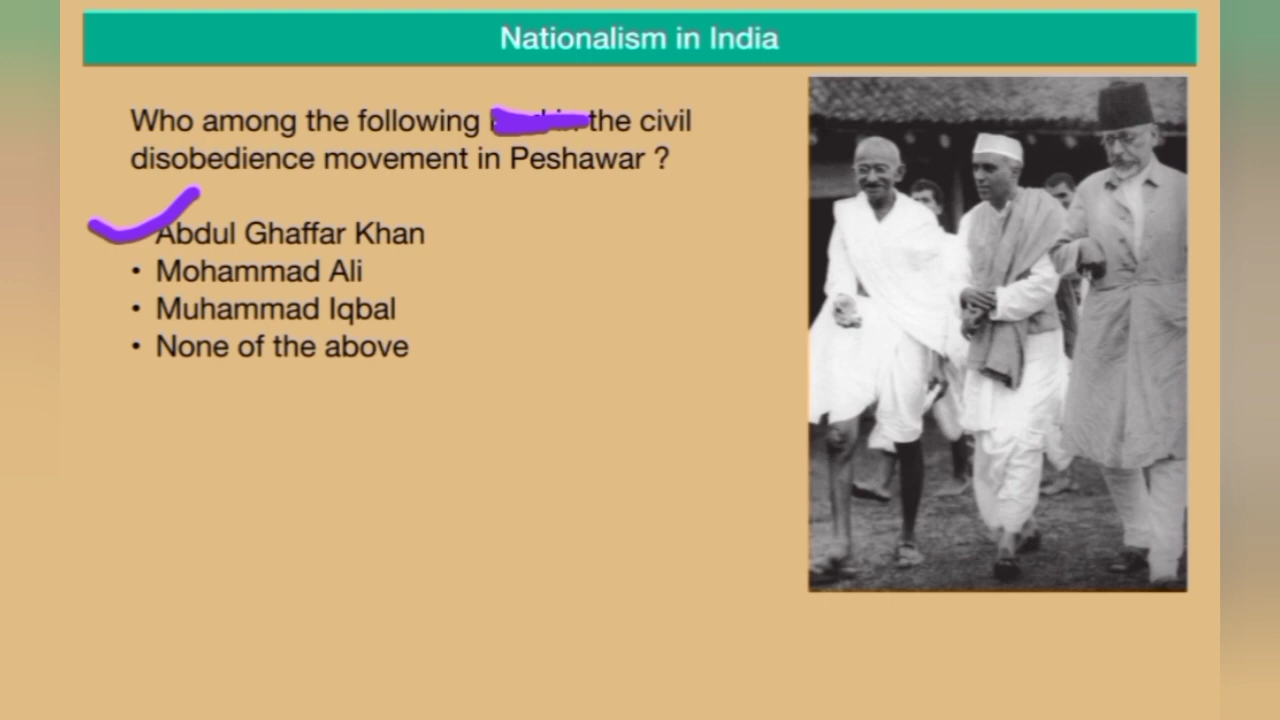 Nationalism in India
Who among the following the civil
disobedience movement in Peshawar ?
Abdul Ghaffar Khan
• Mohammad Ali
• Muhammad Iqbal
• None of the above